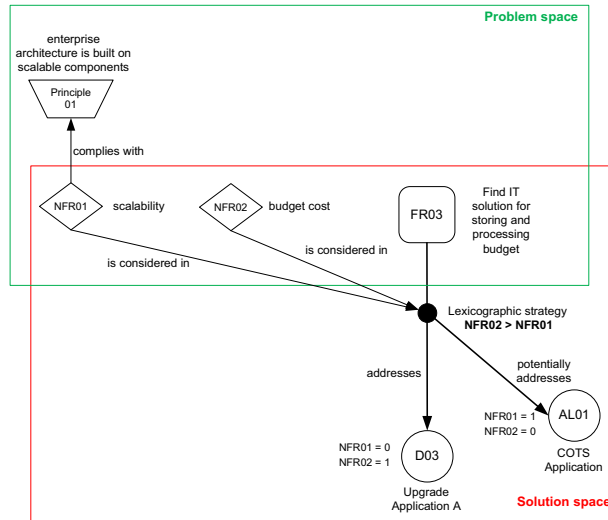 Problem space
enterprise
architecture is built on
scalable components
Principle
01
complies with
NFR01
scalability
NFR02
budget cost
FR03
Find IT
solution for
storing and
processing
budget
is considered in
is considered in
Lexicographic strategy
NFR02 > NFR01
addresses
potentially
addresses
NFR01 = 1
NFR02 = 0
AL01
COTS
Application
NFR01 = 0
NFR02 = 1
D03
Upgrade
Application A
Solution space